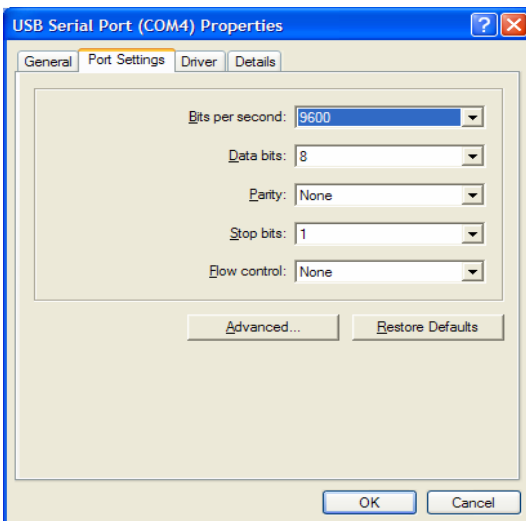 USB Serial Port (COM4) Properties
General Port Settings Driver Details
Bits per second: 9600
Data bits: 8
Parity: None
Stop bits: 1
Flow control: None
Advanced... Restore Defaults
OK Cancel